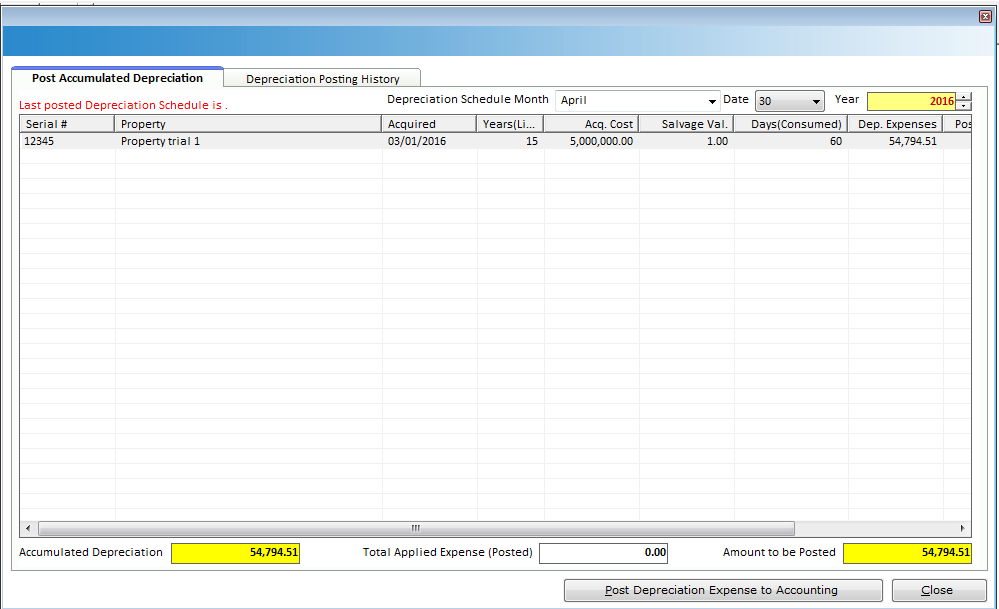 Post Accumulated Depreciation Depreciation Posting History
Last posted Depreciation Schedule is . Depreciation Schedule Month April Date 30 Year 2016
Serial # Property Acquired Years(Li... Acq. Cost Salvage Val. Days(Consumed) Dep. Expenses Pos
12345 Property trial 1 03/01/2016 15 5,000,000.00 1.00 60 54,794.51
Accumulated Depreciation 54,794.51 Total Applied Expense (Posted) 0.00 Amount to be Posted 54,794.51
Post Depreciation Expense to Accounting Close